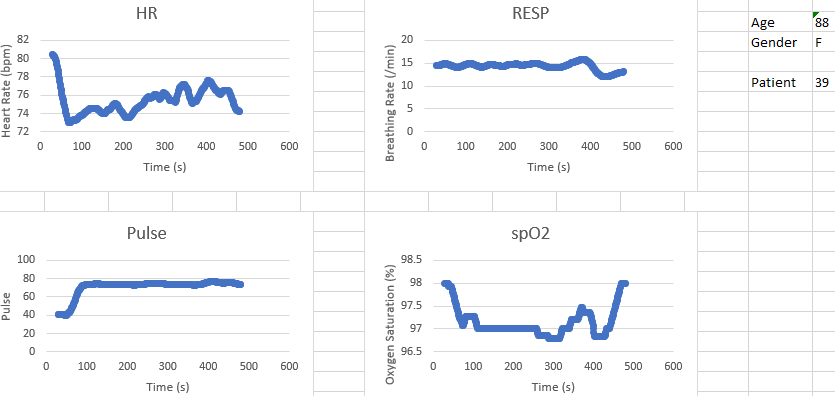 HR
Heart Rate (bpm)
82
80
78
76
74
72
0 100 200 300 400 500 600
Time (s)
RESP
Breathing Rate (/min)
20
15
10
5
0
0 100 200 300 400 500 600
Time (s)
Age 88
Gender F
Patient 39
Pulse
Pulse
100
80
60
40
20
0
0 100 200 300 400 500 600
Time (s)
spO2
Oxygen Saturation (%)
98.5
98
97.5
97
96.5
0 100 200 300 400 500 600
Time (s)